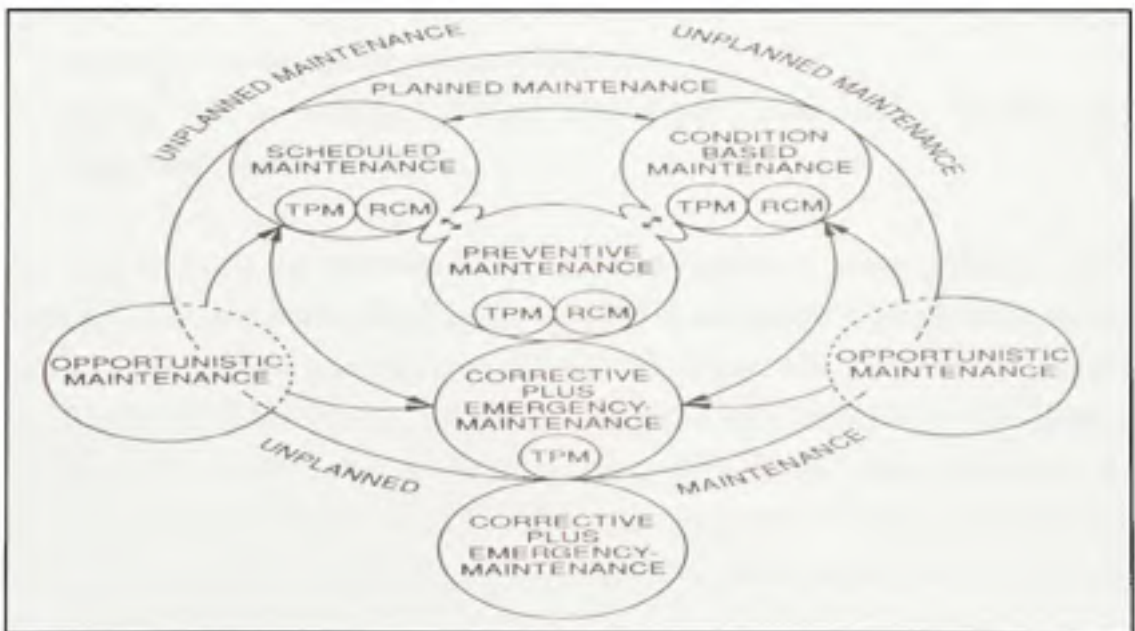 UNPLANNED MAINTENANCE
UNPLANNED MAINTENANCE
PLANNED MAINTENANCE
SCHEDULED
MAINTENANCE
TPM RCM
CONDITION
BASED
MAINTENANCE
TPM RCM
PREVENTIVE
MAINTENANCE
TPM RCM
OPPORTUNISTIC
MAINTENANCE
OPPORTUNISTIC
MAINTENANCE
CORRECTIVE
PLUS
EMERGENCY-
MAINTENANCE
TPM
UNPLANNED MAINTENANCE
CORRECTIVE
PLUS
EMERGENCY-
MAINTENANCE